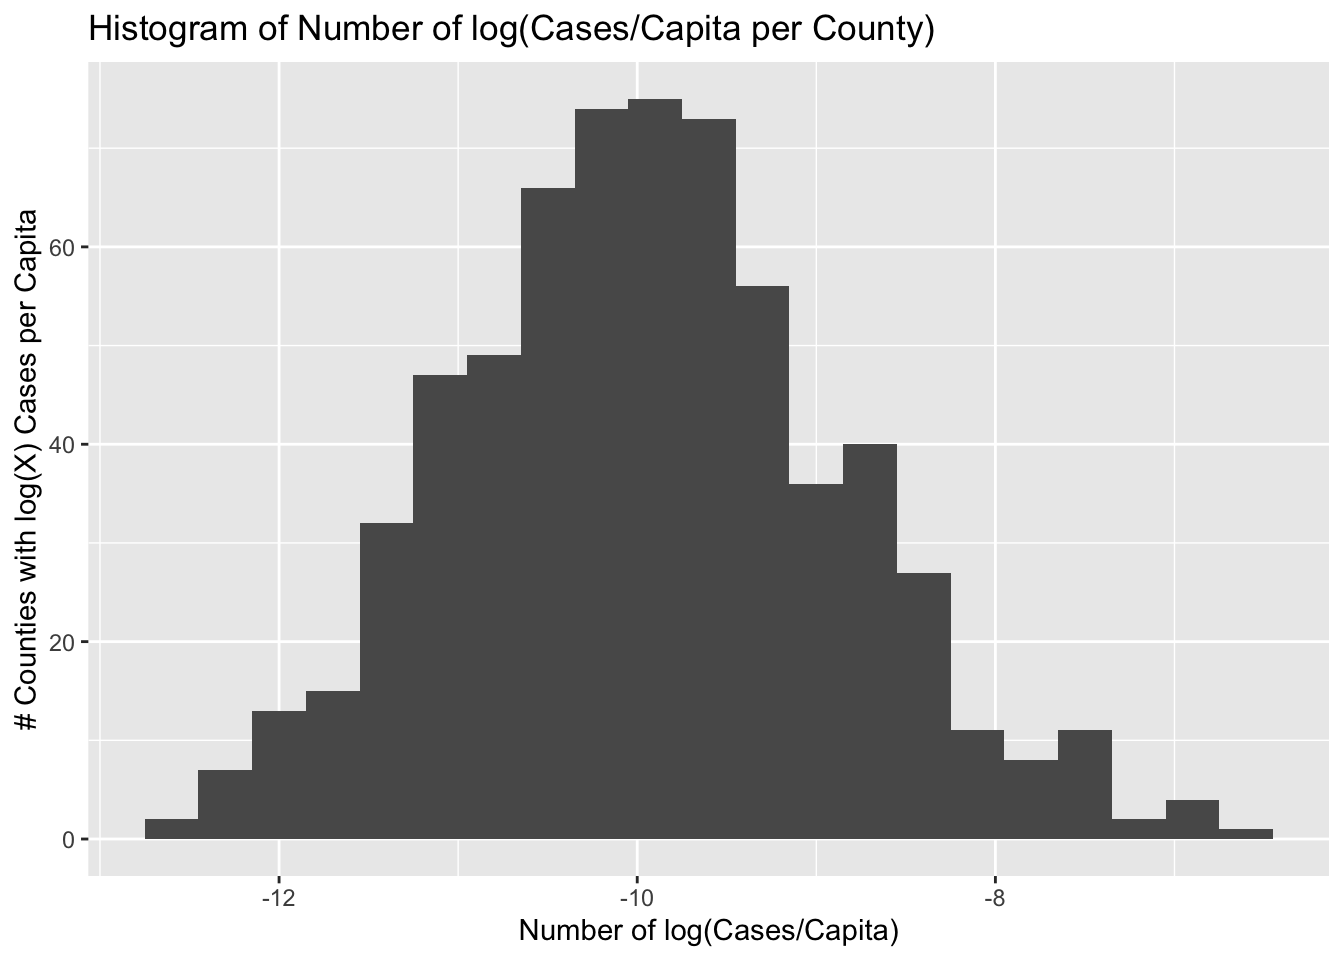 Histogram of Number of log(Cases/Capita per County)
# Counties with log(X) Cases per Capita
60
40
20
0
-12
-10
-8
Number of log(Cases/Capita)